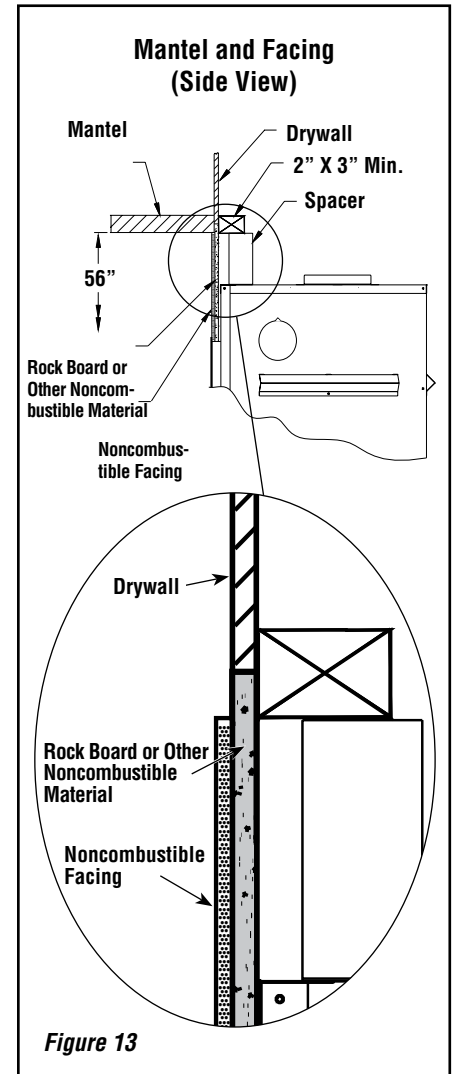 Mantel and Facing
(Side View)
Mantel
Drywall
2” X 3” Min.
Spacer
56”
Rock Board or
Other Noncom-
bustible Material
Noncombus-
tible Facing
Drywall
Rock Board or Other
Noncombustible
Material
Noncombustible
Facing
Figure 13